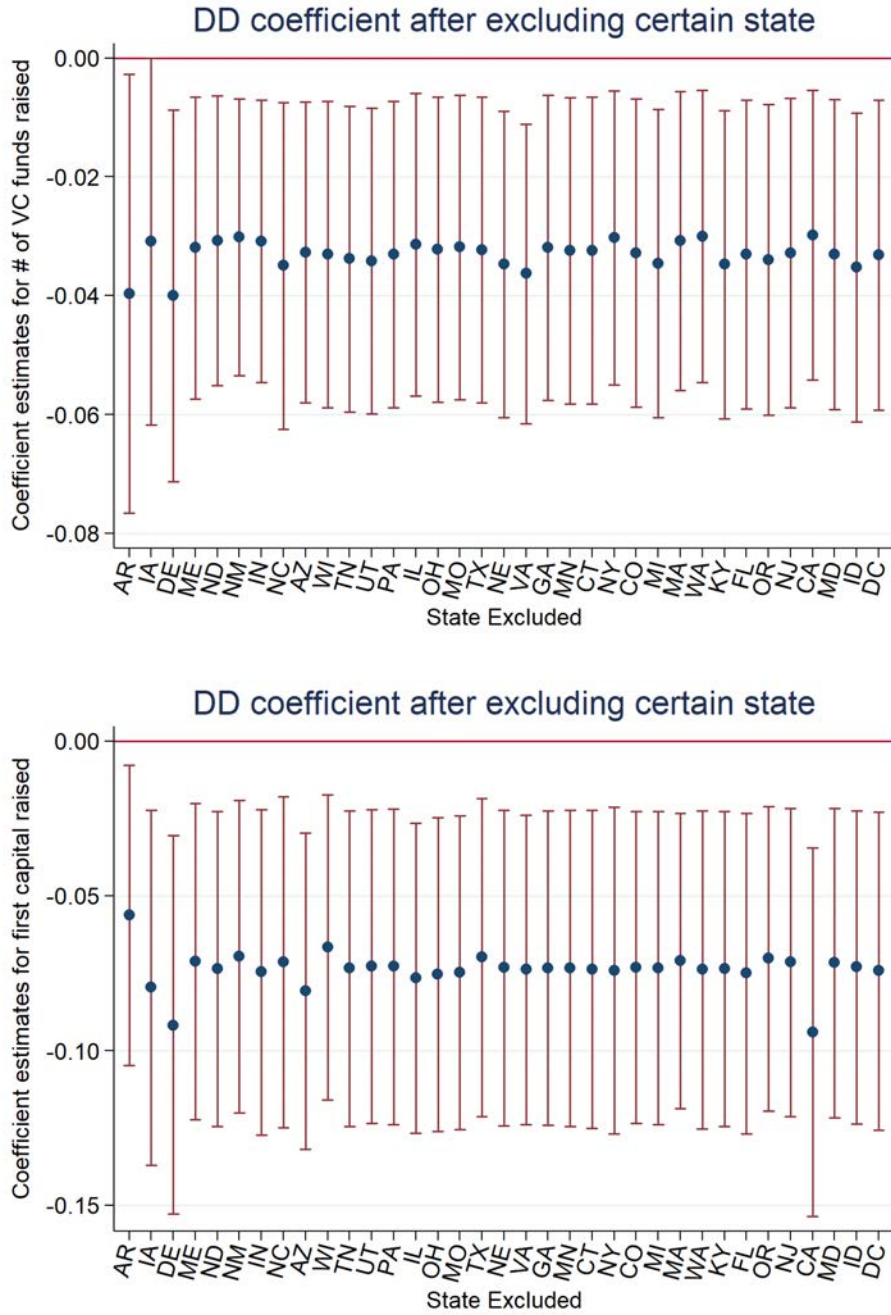 DD coefficient after excluding certain state
Coefficient estimates for # of VC funds raised
0.00
-0.02
-0.04
-0.06
-0.08
AR IA DE ME ND NM IN NC AZ WI TN UT PA IL OH MO TX NE VA GA MN CT NY CO MI MA WA KY FL OR NJ CA MD ID DC
State Excluded
DD coefficient after excluding certain state
Coefficient estimates for first capital raised
0.00
-0.05
-0.10
-0.15
AR IA DE ME ND NM IN NC AZ WI TN UT PA IL OH MO TX NE VA GA MN CT NY CO MI MA WA KY FL OR NJ CA MD ID DC
State Excluded